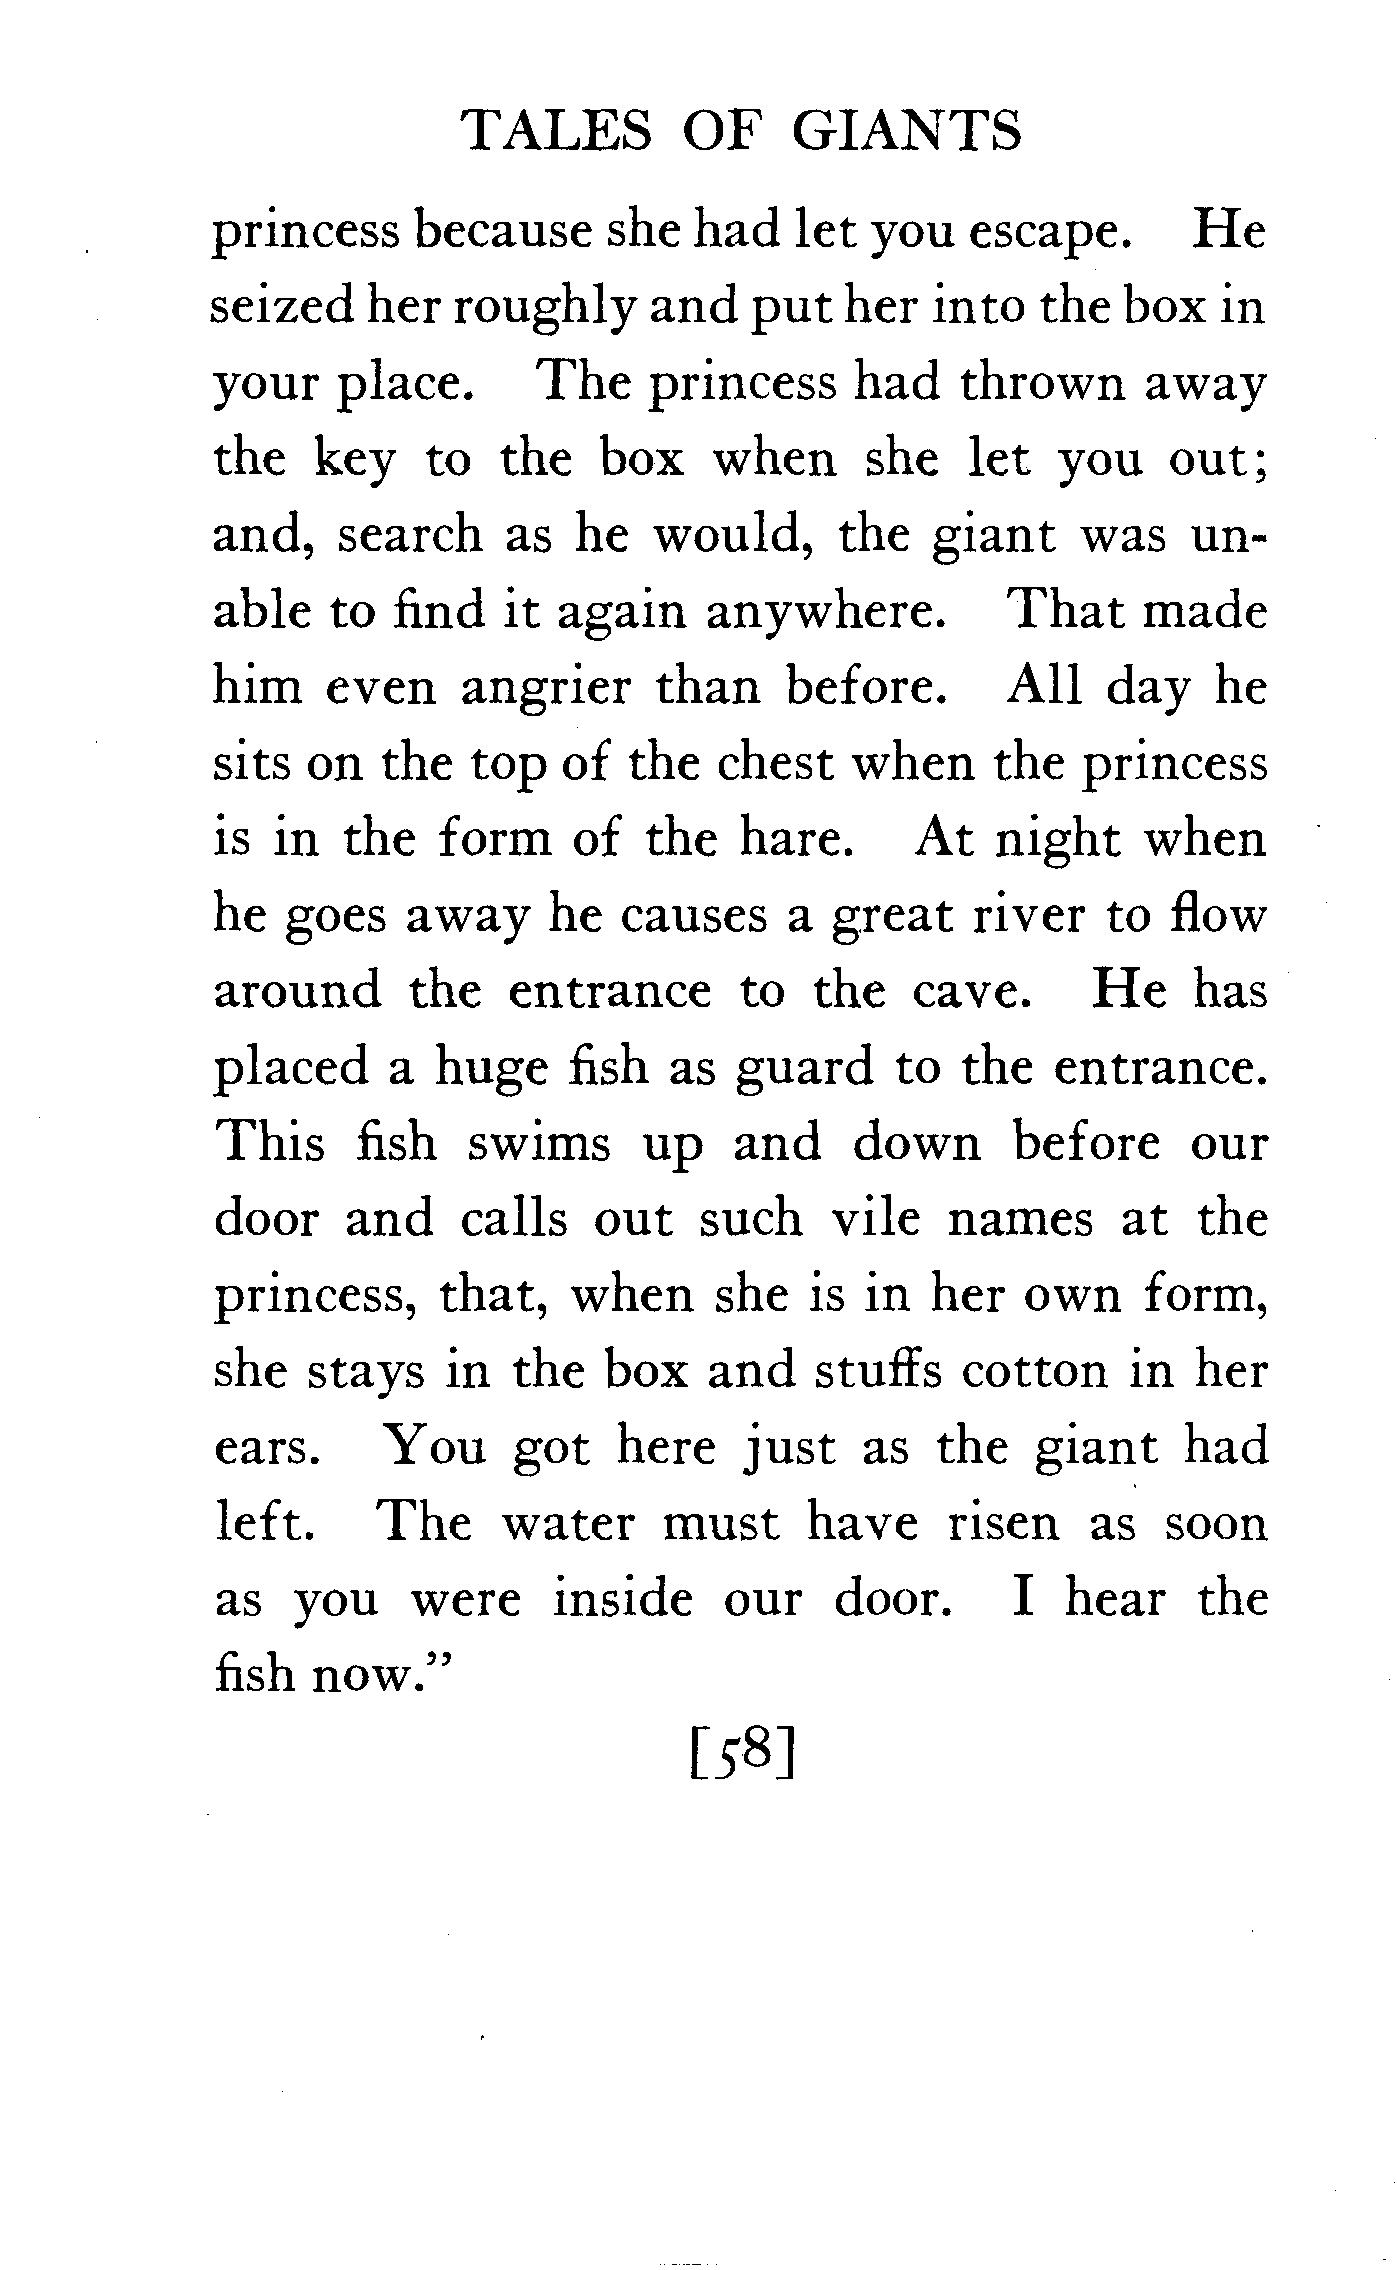 TALES OF GIANTS
princess because she had let you escape. He
seized her roughly and put her into the box in
your place. The princess had thrown away
the key to the box when she let you out;
and, search as he would, the giant was un-
able to find it again anywhere. That made
him even angrier than before. All day he
sits on the top of the chest when the princess
is in the form of the hare. At night when
he goes away he causes a great river to flow
around the entrance to the cave. He has
placed a huge fish as guard to the entrance.
This fish swims up and down before our
door and calls out such vile names at the
princess, that, when she is in her own form,
she stays in the box and stuffs cotton in her
ears. You got here just as the giant had
left. The water must have risen as soon
as you were inside our door. I hear the
fish now.”
[58]